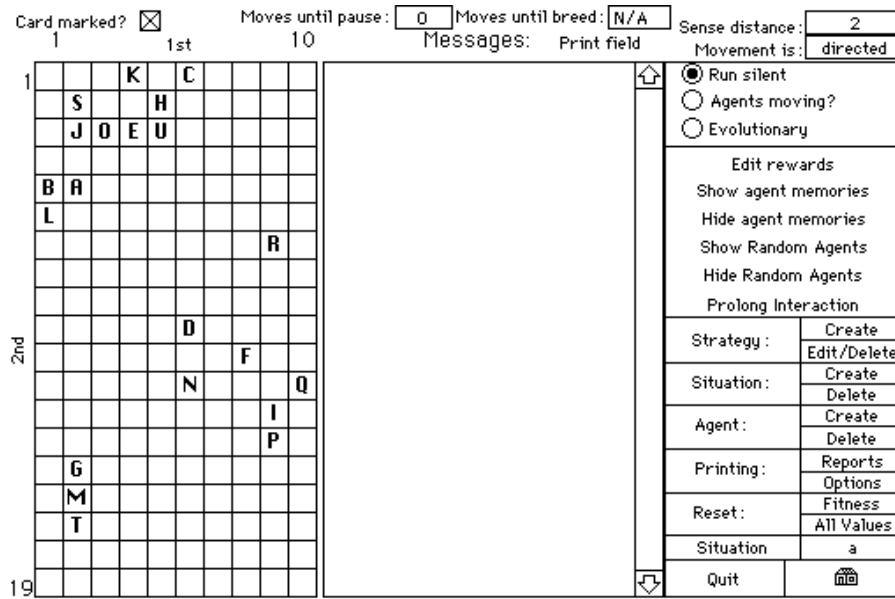 Card marked? Moves until pause: 0 Moves until breed: N/A Sense distance: 2
1 1st 10 Messages: Print field Movement is: directed
1 K C Run silent
S H Agents moving?
J O E U Evolutionary
Edit rewards
B A Show agent memories
L Hide agent memories
R Show Random Agents
Hide Random Agents
Prolong Interaction
D Strategy: Create
2nd F Edit/Delete
N Q Situation: Create
Delete
I Agent: Create
P Delete
G Printing: Reports
Options
M Reset: Fitness
T All Values
Situation a
19 Quit